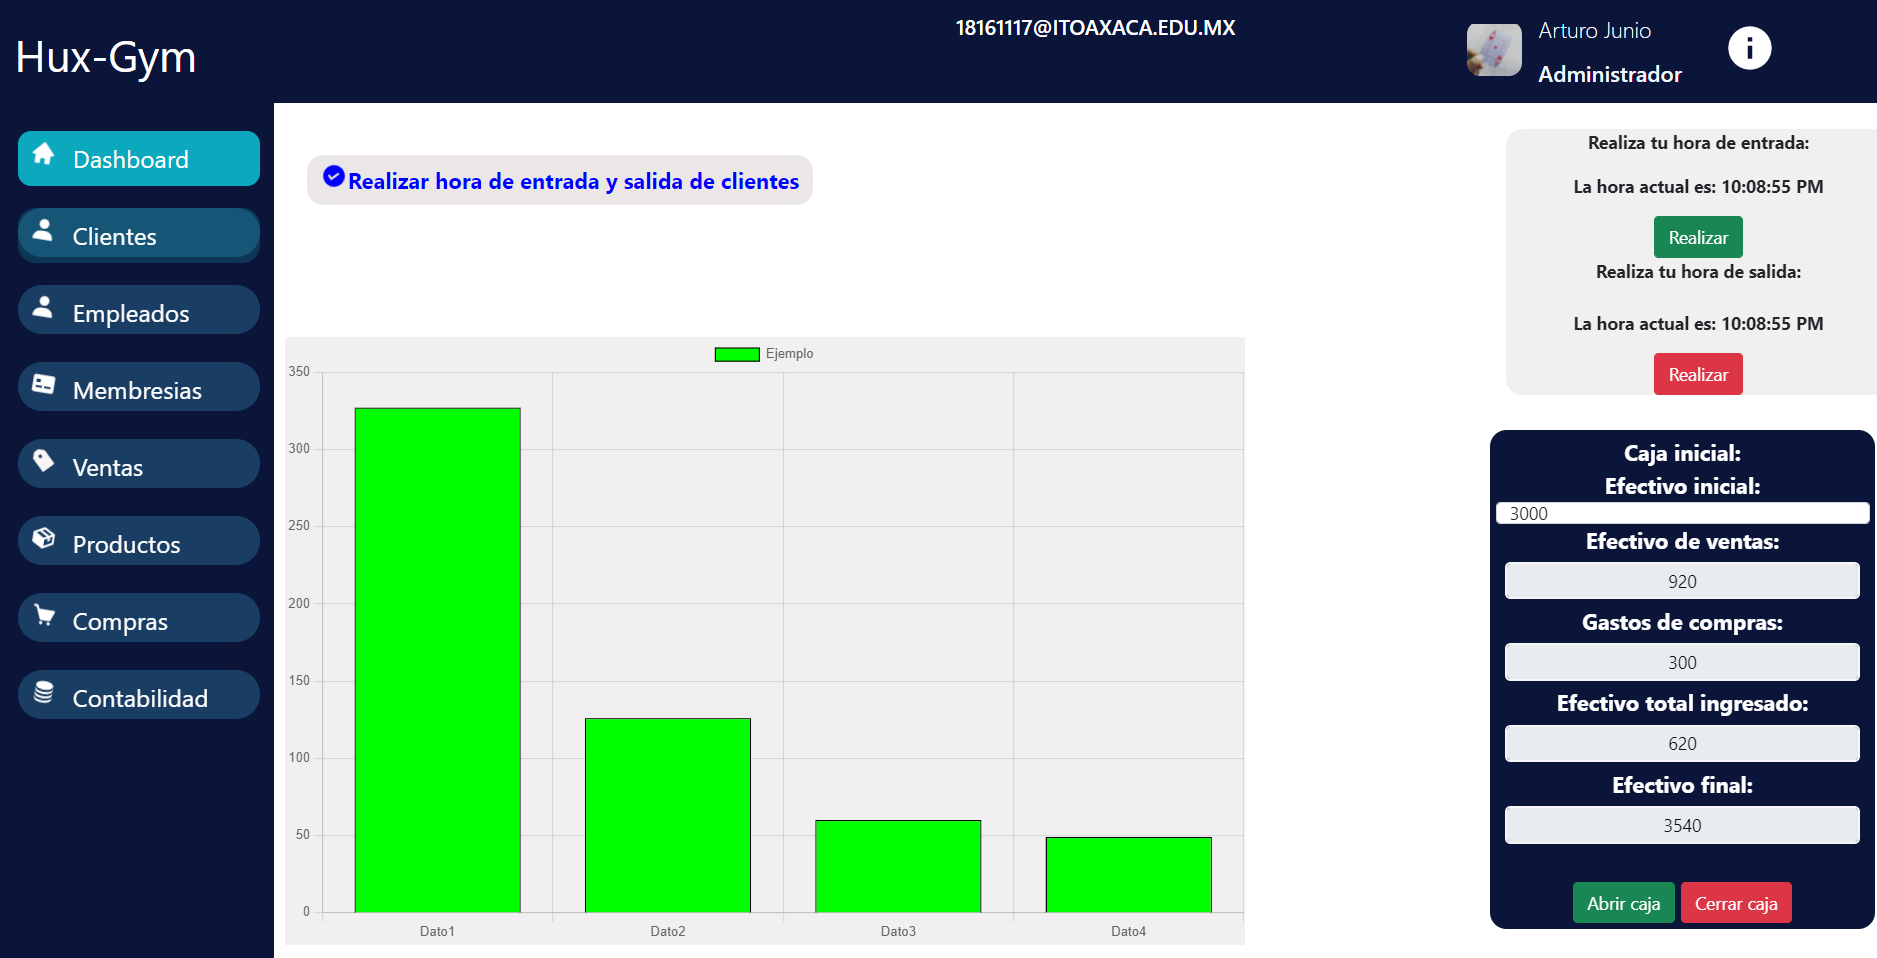 Hux-Gym
18161117@ITOAXACA.EDU.MX
Arturo Junio
Administrador
Dashboard
Clientes
Empleados
Membresias
Ventas
Productos
Compras
Contabilidad
Realizar hora de entrada y salida de clientes
Ejemplo
350
300
250
200
150
100
50
0
Dato1
Dato2
Dato3
Dato4
Realiza tu hora de entrada:
La hora actual es: 10:08:55 PM
Realizar
Realiza tu hora de salida:
La hora actual es: 10:08:55 PM
Realizar
Caja inicial:
Efectivo inicial:
3000
Efectivo de ventas:
920
Gastos de compras:
300
Efectivo total ingresado:
620
Efectivo final:
3540
Abrir caja
Cerrar caja